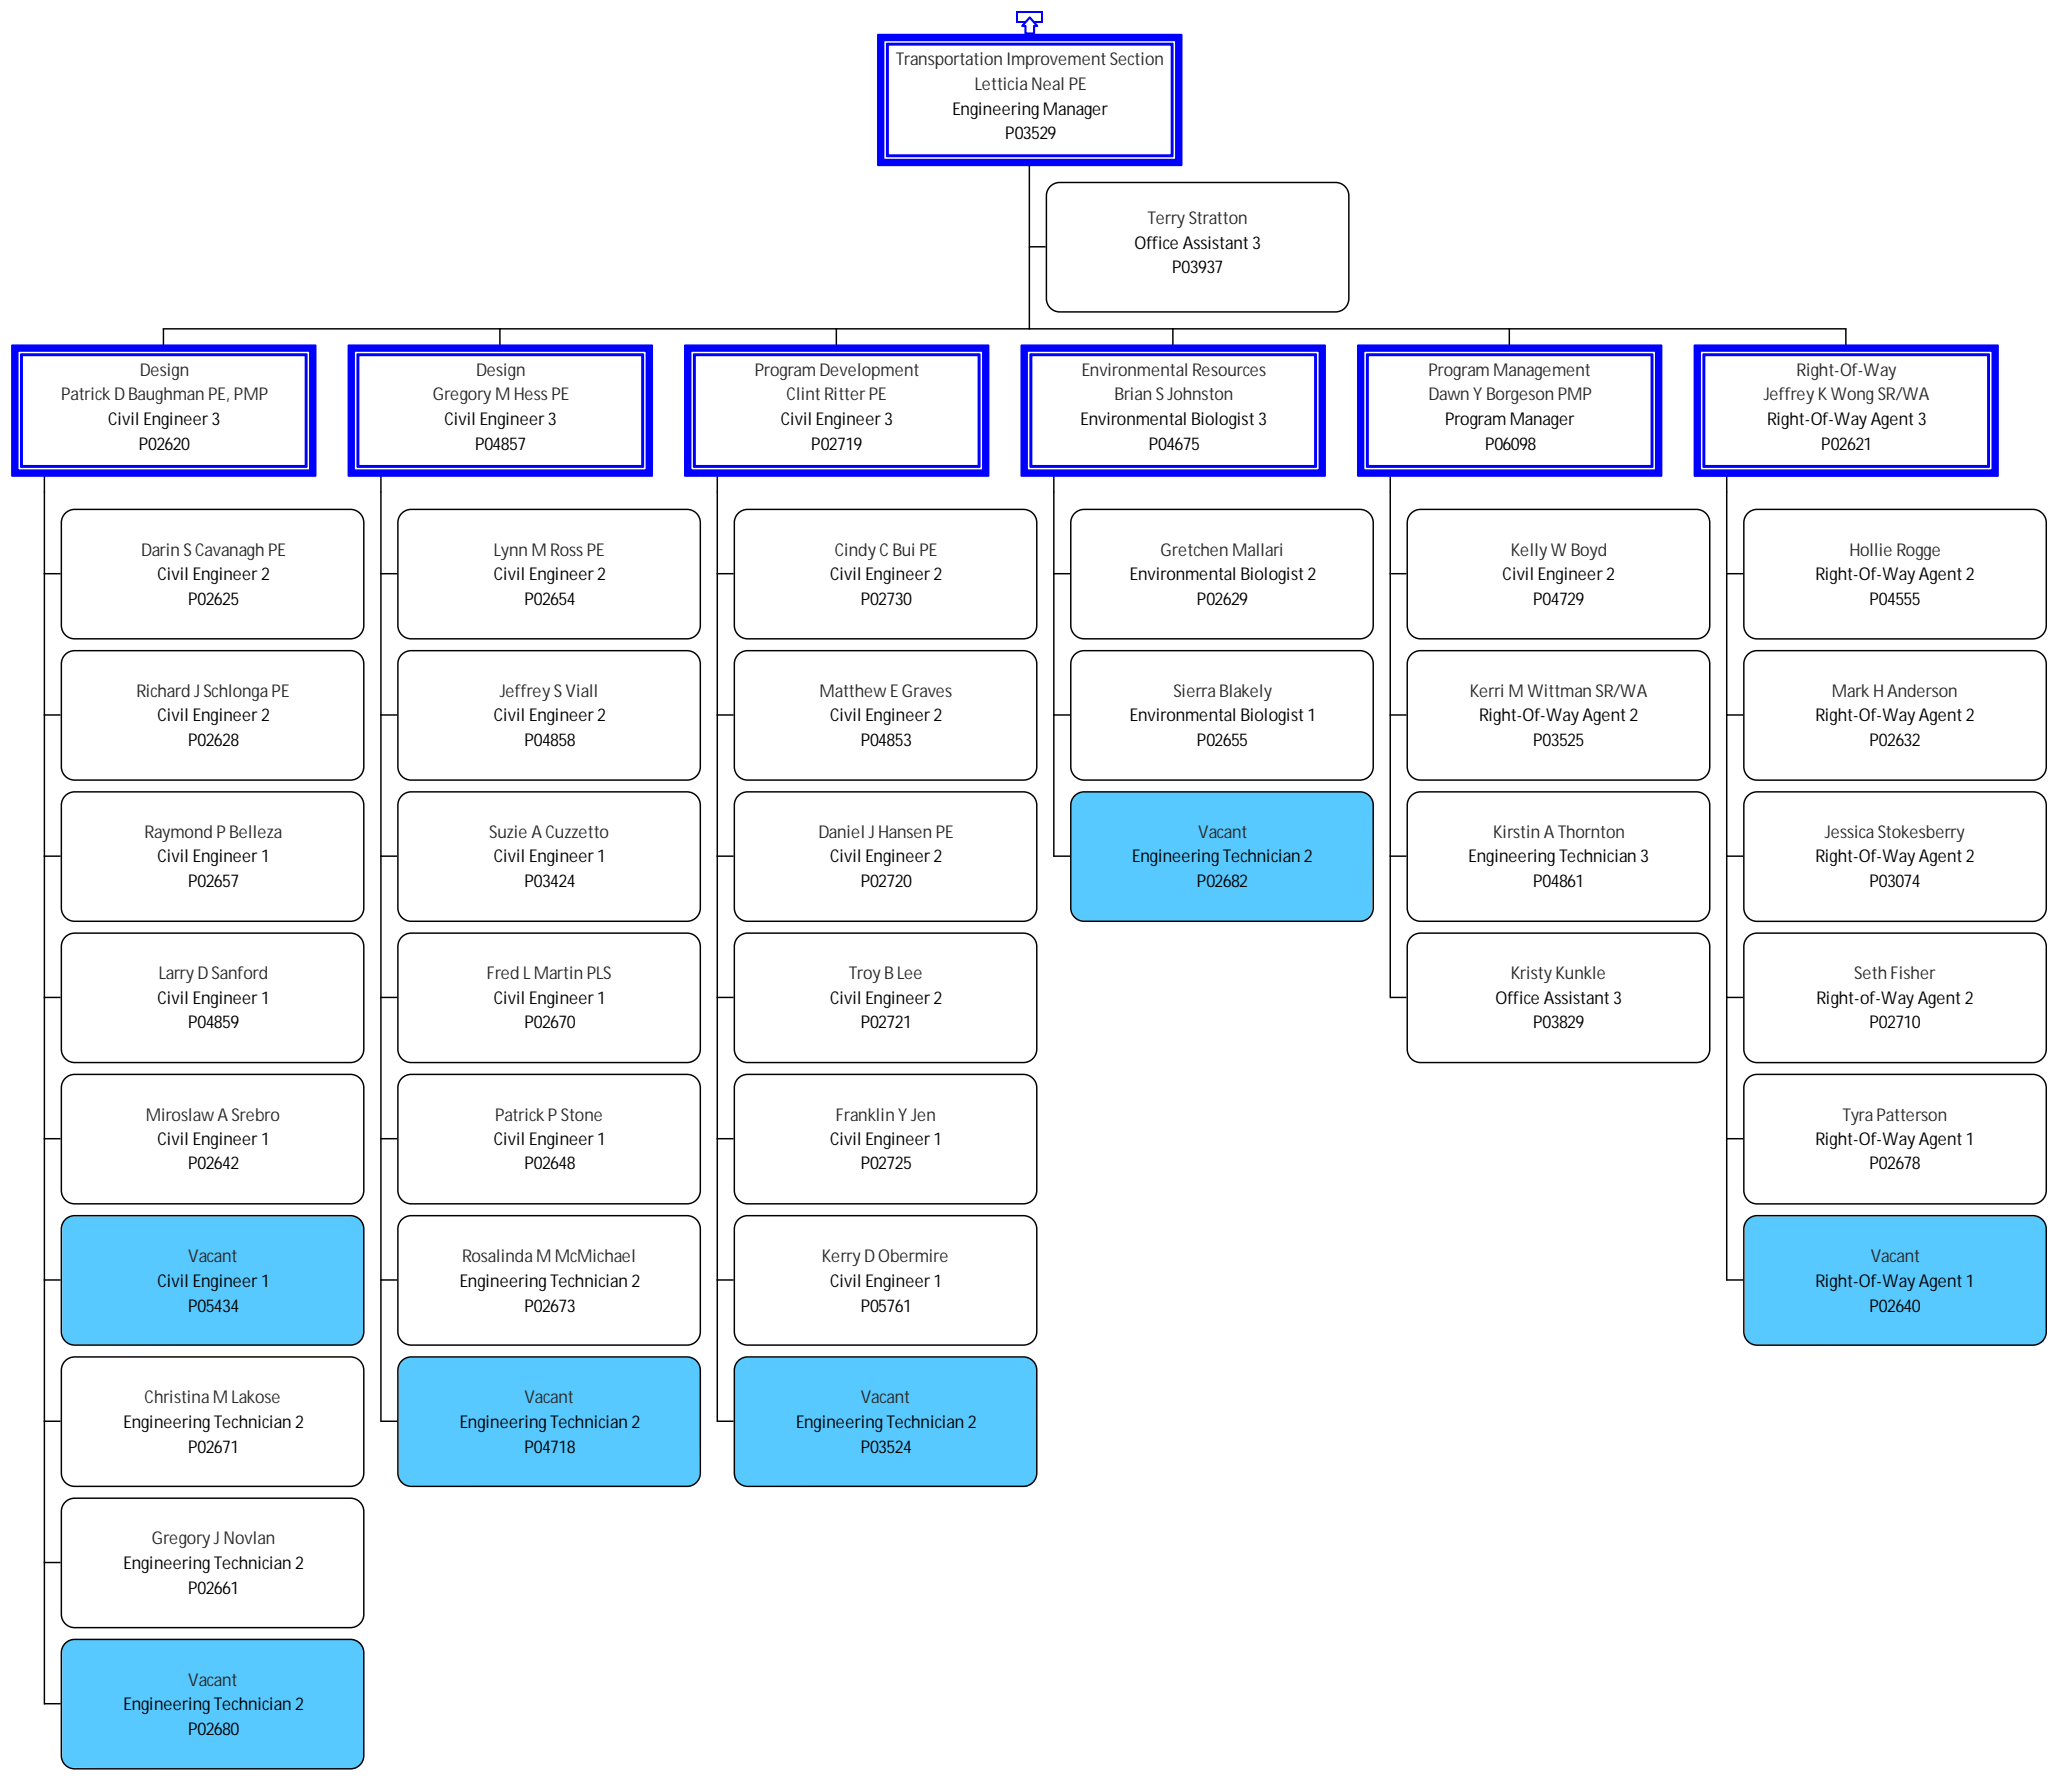 Transportation Improvement Section
Letticia Neal PE
Engineering Manager
P03529
Terry Stratton
Office Assistant 3
P03937
Design
Patrick D Baughman PE, PMP
Civil Engineer 3
P02620
Darin S Cavanagh PE
Civil Engineer 2
P02625
Richard J Schlonga PE
Civil Engineer 2
P02628
Raymond P Belleza
Civil Engineer 1
P02657
Larry D Sanford
Civil Engineer 1
P04859
Miroslaw A Srebro
Civil Engineer 1
P02642
Vacant
Civil Engineer 1
P05434
Christina M Lakose
Engineering Technician 2
P02671
Gregory J Novlan
Engineering Technician 2
P02661
Vacant
Engineering Technician 2
P02680
Design
Gregory M Hess PE
Civil Engineer 3
P04857
Lynn M Ross PE
Civil Engineer 2
P02654
Jeffrey S Viall
Civil Engineer 2
P04858
Suzie A Cuzzetto
Civil Engineer 1
P03424
Fred L Martin PLS
Civil Engineer 1
P02670
Patrick P Stone
Civil Engineer 1
P02648
Rosalinda M McMichael
Engineering Technician 2
P02673
Vacant
Engineering Technician 2
P04718
Program Development
Clint Ritter PE
Civil Engineer 3
P02719
Cindy C Bui PE
Civil Engineer 2
P02730
Matthew E Graves
Civil Engineer 2
P04853
Daniel J Hansen PE
Civil Engineer 2
P02720
Troy B Lee
Civil Engineer 2
P02721
Franklin Y Jen
Civil Engineer 1
P02725
Kerry D Obermire
Civil Engineer 1
P05761
Vacant
Engineering Technician 2
P03524
Environmental Resources
Brian S Johnston
Environmental Biologist 3
P04675
Gretchen Mallari
Environmental Biologist 2
P02629
Sierra Blakely
Environmental Biologist 1
P02655
Vacant
Engineering Technician 2
P02682
Program Management
Dawn Y Borgeson PMP
Program Manager
P06098
Kelly W Boyd
Civil Engineer 2
P04729
Kerri M Wittman SR/WA
Right-Of-Way Agent 2
P03525
Kirstin A Thornton
Engineering Technician 3
P04861
Kristy Kunkle
Office Assistant 3
P03829
Right-Of-Way
Jeffrey K Wong SR/WA
Right-Of-Way Agent 3
P02621
Hollie Rogge
Right-Of-Way Agent 2
P04555
Mark H Anderson
Right-Of-Way Agent 2
P02632
Jessica Stokesberry
Right-Of-Way Agent 2
P03074
Seth Fisher
Right-of-Way Agent 2
P02710
Tyra Patterson
Right-Of-Way Agent 1
P02678
Vacant
Right-Of-Way Agent 1
P02640